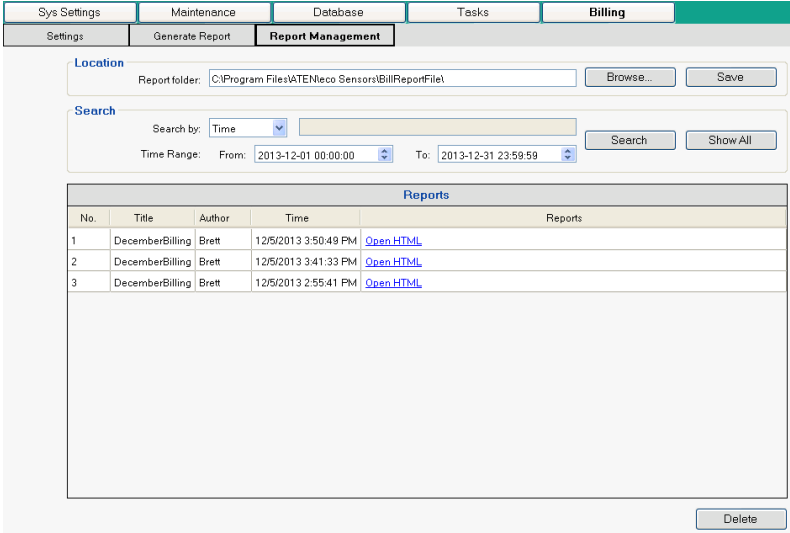 Sys Settings Maintenance Database Tasks Billing
Settings Generate Report Report Management
Location
Report folder: C:\Program Files\ATEN\eco Sensors\BillReportFile\ Browse... Save
Search
Search by: Time
Search Show All
Time Range: From: 2013-12-01 00:00:00 To: 2013-12-31 23:59:59
Reports
No. Title Author Time Reports
1 DecemberBilling Brett 12/5/2013 3:50:49 PM Open HTML
2 DecemberBilling Brett 12/5/2013 3:41:33 PM Open HTML
3 DecemberBilling Brett 12/5/2013 2:55:41 PM Open HTML
Delete